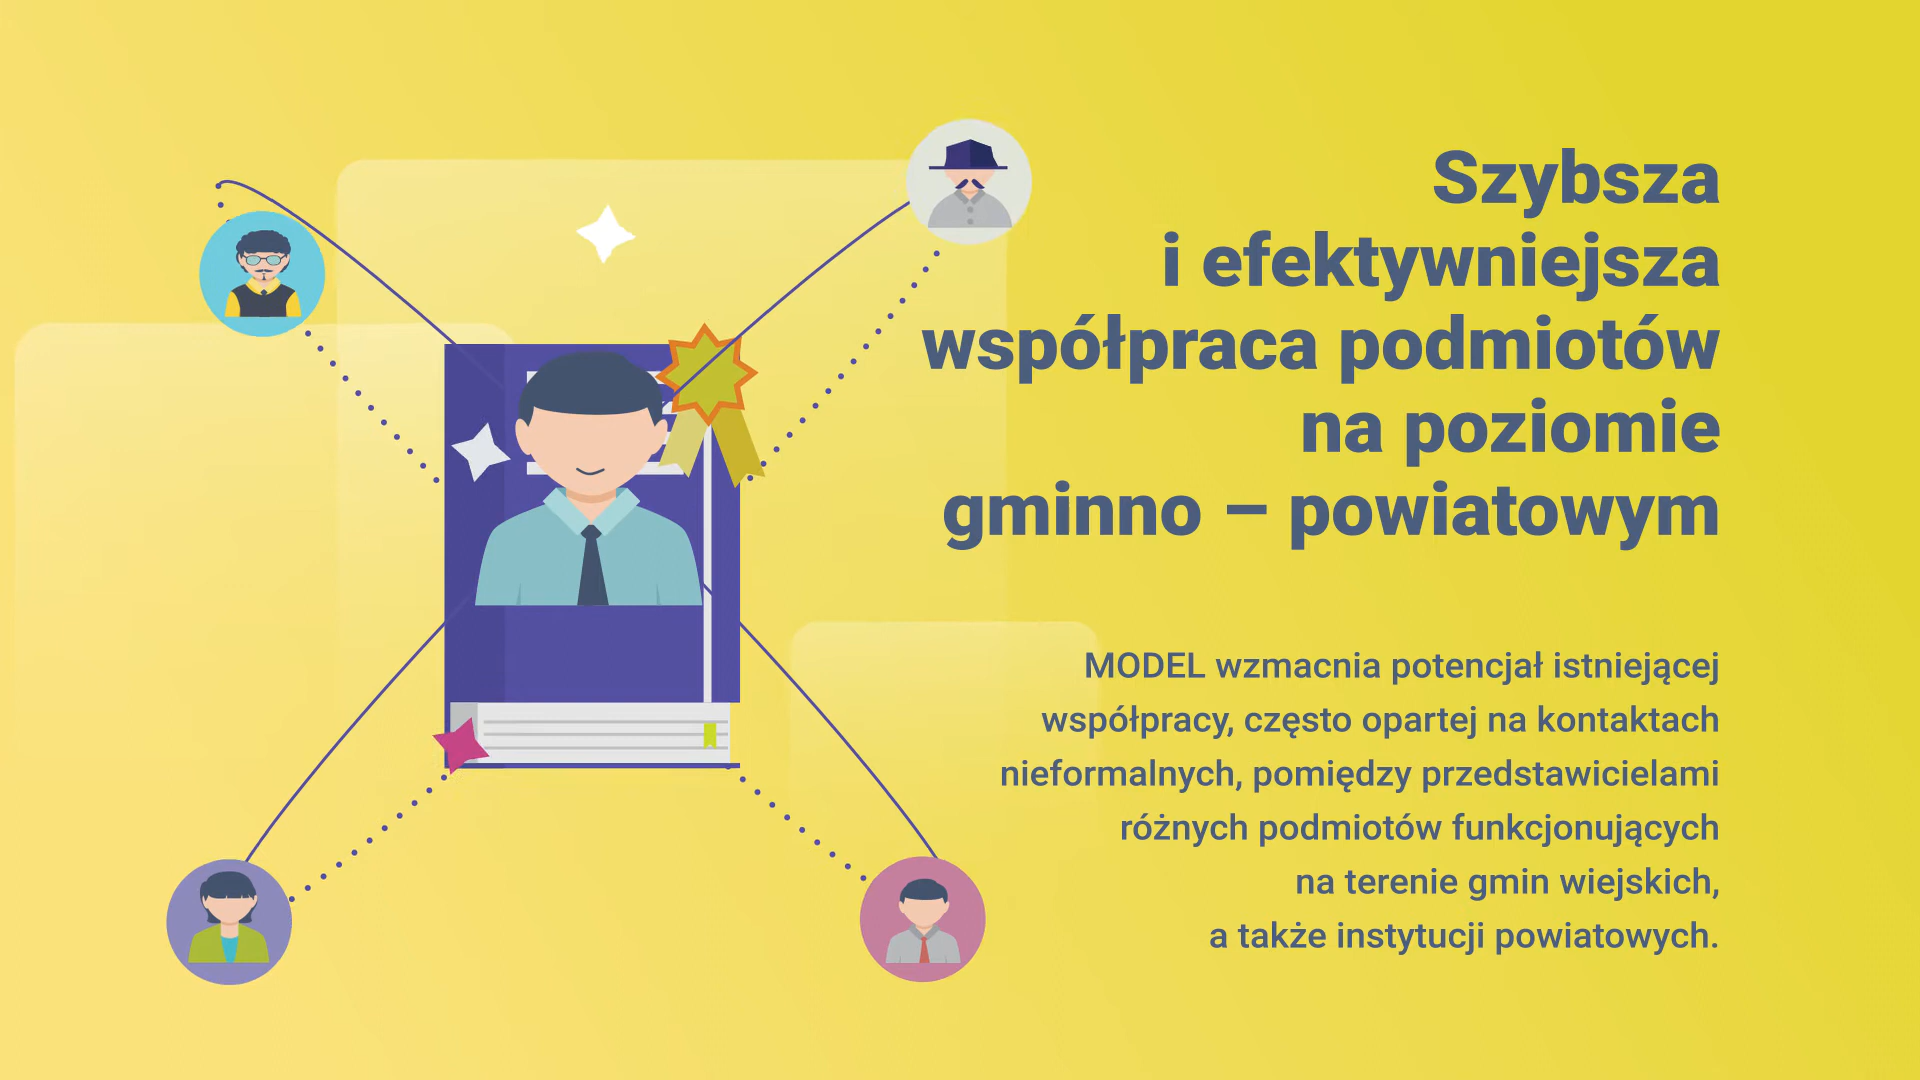 Szybsza
i efektywniejsza
współpraca podmiotów
na poziomie
gminno – powiatowym
MODEL wzmacnia potencjał istniejącej
współpracy, często opartej na kontaktach
nieformalnych, pomiędzy przedstawicielami
różnych podmiotów funkcjonujących
na terenie gmin wiejskich,
a także instytucji powiatowych.